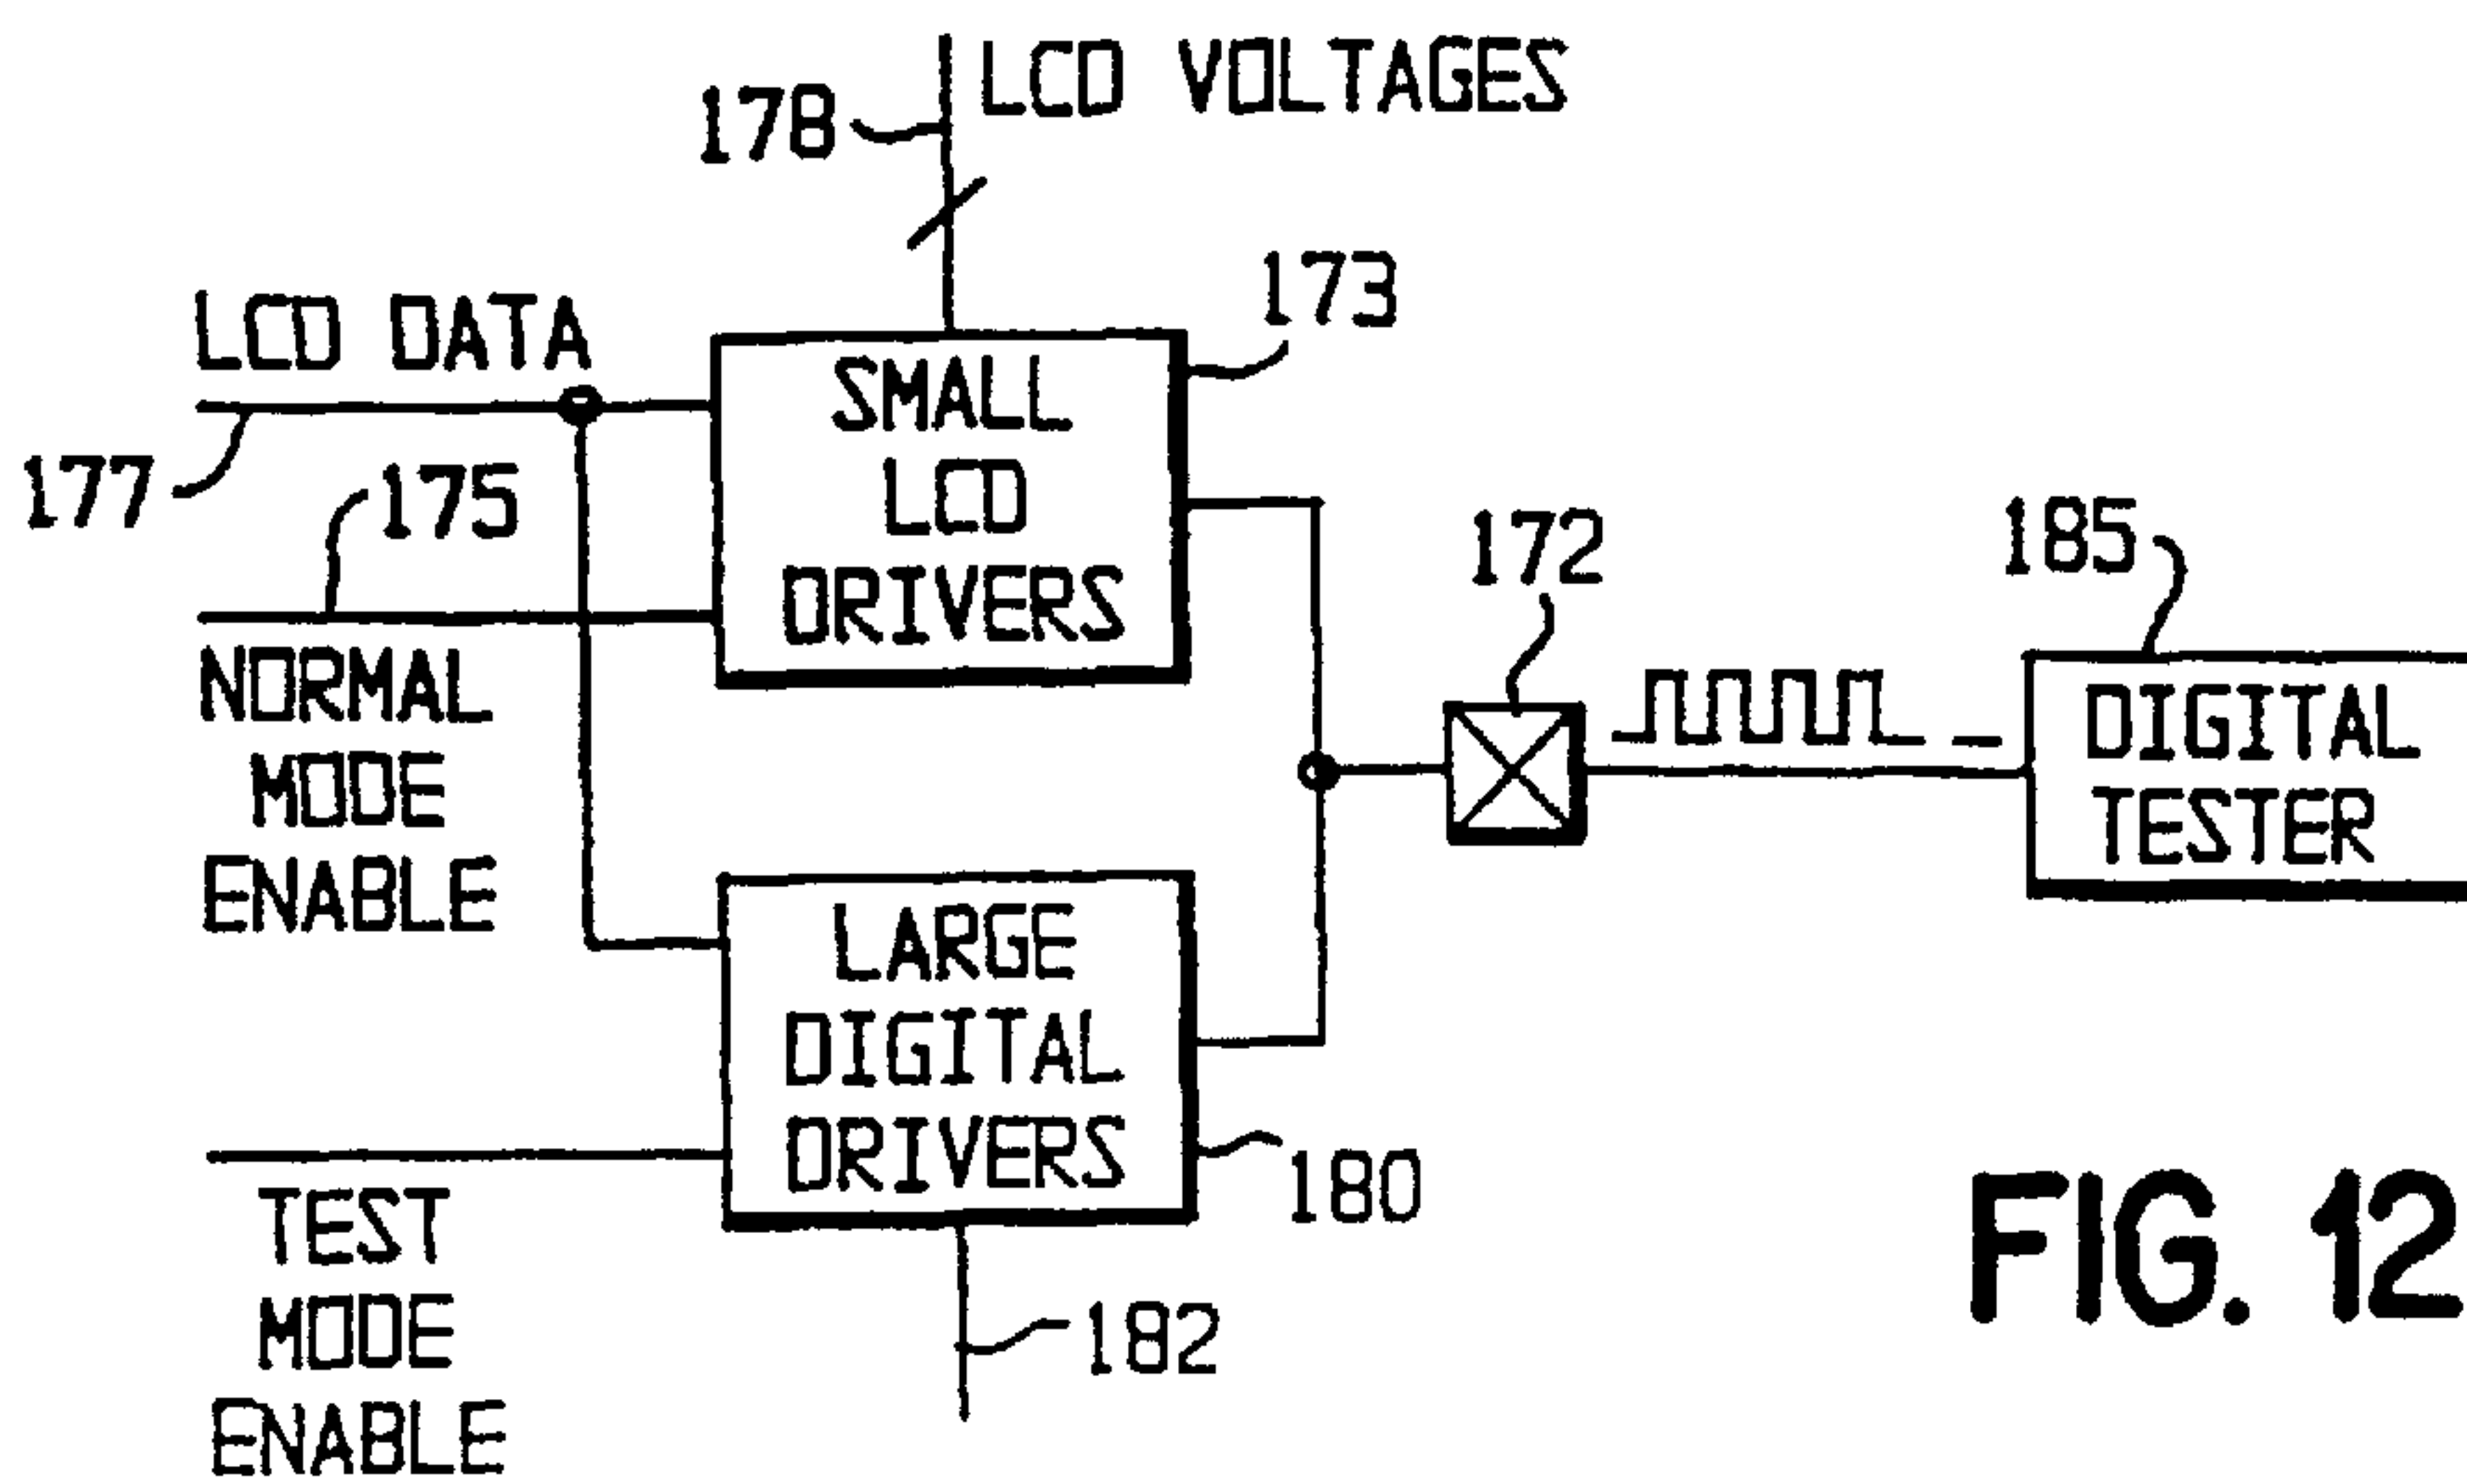 LCD VOLTAGES
178
173
LCD DATA
177
175
SMALL
LCD
DRIVERS
NORMAL
MODE
ENABLE
172
185
DIGITAL
TESTER
LARGE
DIGITAL
DRIVERS
180
TEST
MODE
ENABLE
182
FIG. 12